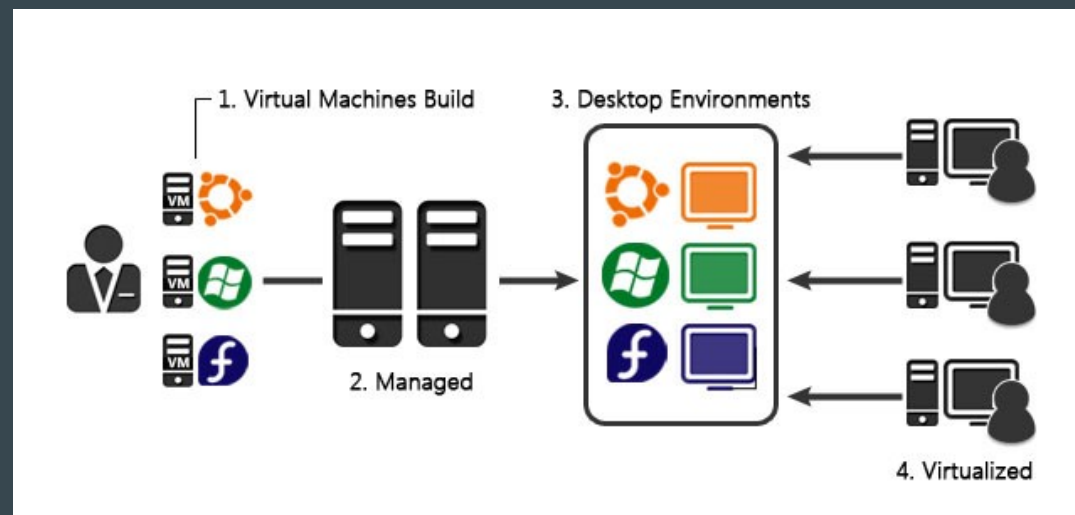 1. Virtual Machines Build
3. Desktop Environments
VM
VM
VM
2. Managed
4. Virtualized